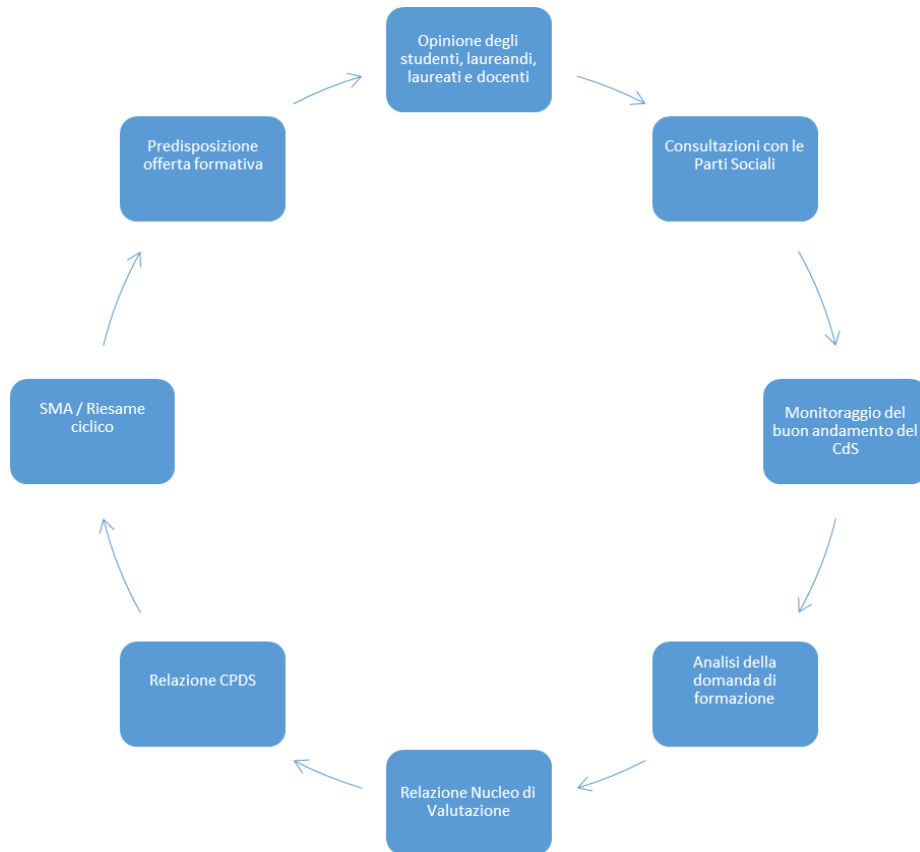 Opinione degli
studenti, laureandi,
laureati e docenti
Consultazioni con le
Parti Sociali
Monitoraggio del
buon andamento del
CdS
Analisi della
domanda di
formazione
Relazione Nucleo di
Valutazione
Relazione CPDS
SMA / Riesame
ciclico
Predisposizione
offerta formativa